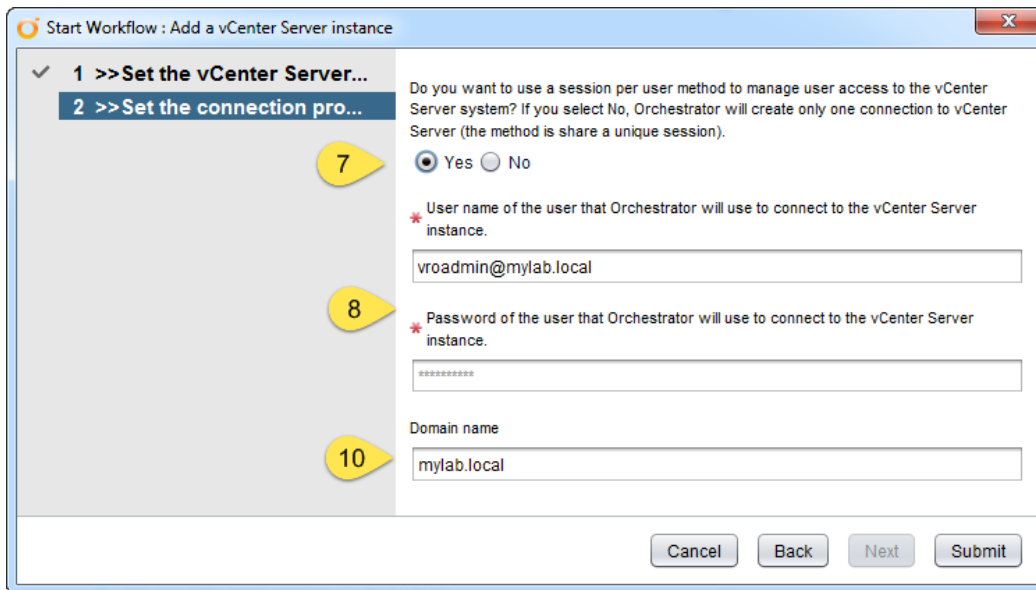 Start Workflow : Add a vCenter Server instance
1 >>Set the vCenter Server...
2 >>Set the connection pro...
Do you want to use a session per user method to manage user access to the vCenter
Server system? If you select No, Orchestrator will create only one connection to vCenter
Server (the method is share a unique session).
7
Yes No
* User name of the user that Orchestrator will use to connect to the vCenter Server
instance.
vroadmin@mylab.local
8
* Password of the user that Orchestrator will use to connect to the vCenter Server
instance.
**********
Domain name
10
mylab.local
Cancel Back Next Submit